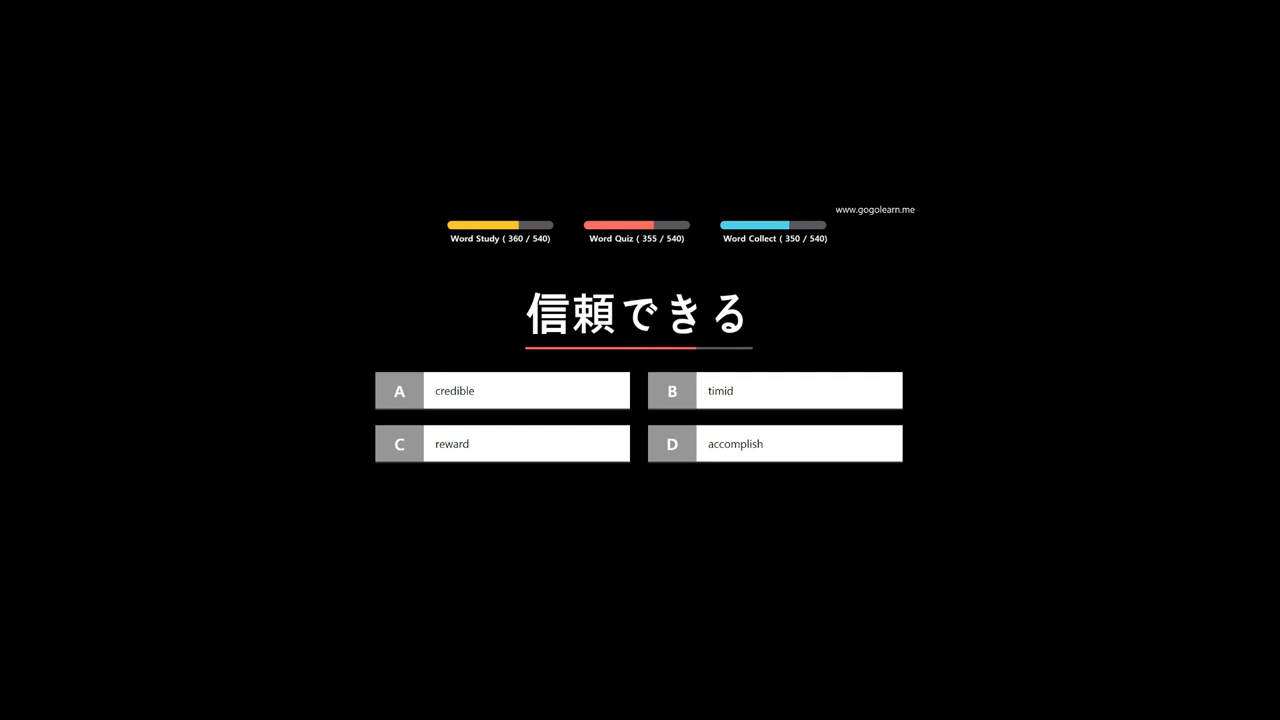 www.gogolearn.me
Word Study ( 360 / 540)
Word Quiz ( 355 / 540)
Word Collect ( 350 / 540)
信頼できる
A credible
B timid
C reward
D accomplish